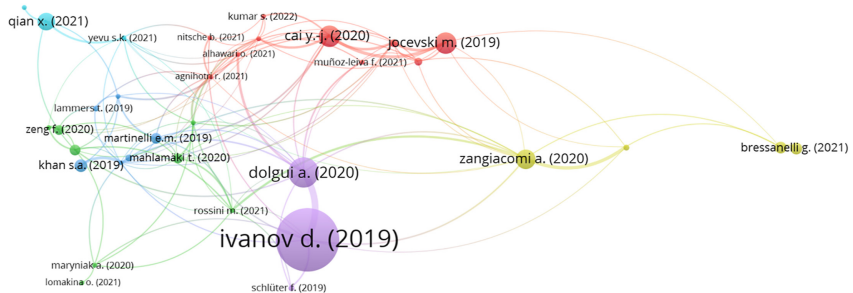 kumar s. (2022)
qian x. (2021)
yevu s.k. (2021)
nitsche b. (2021)
cai y.-j. (2020)
jocevski m. (2019)
alhawari o. (2021)
muñoz-leiva f. (2021)
agnihotri r. (2021)
lammers t. (2019)
zeng f. (2020)
martinelli e.m. (2019)
khan s.a. (2019)
mahlamäki t. (2020)
dolgui a. (2020)
zangiacomi a. (2020)
bressanelli g. (2021)
rossini m. (2021)
ivanov d. (2019)
maryniak a. (2020)
lomakina o. (2021)
schlüter f. (2019)